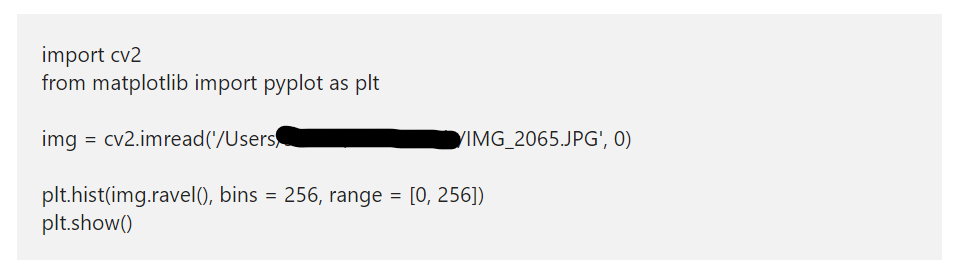 import cv2
from matplotlib import pyplot as plt
img = cv2.imread('/Users/ /IMG_2065.JPG', 0)
plt.hist(img.ravel(), bins = 256, range = [0, 256])
plt.show()